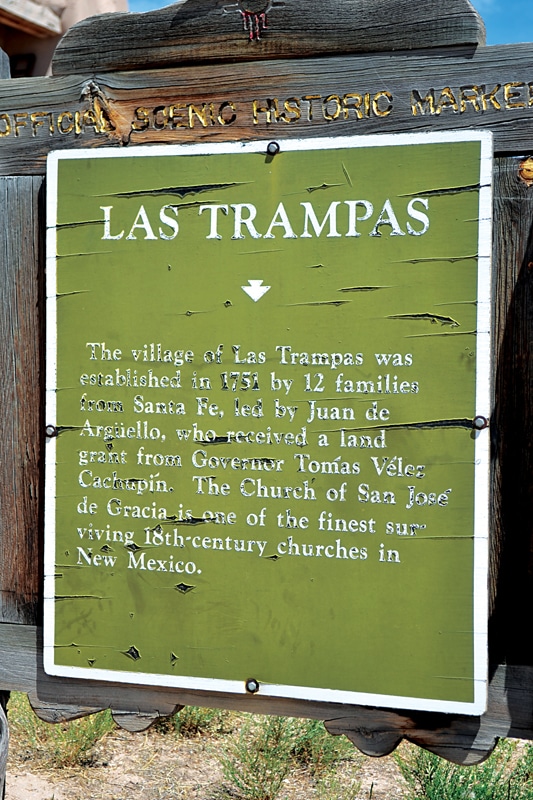 OFFICIAL SCENIC HISTORIC MARKER
LAS TRAMPAS
The village of Las Trampas was
established in 1751 by 12 families
from Santa Fe, led by Juan de
Argüello, who received a land
grant from Governor Tomás Vélez
Cachupín. The Church of San José
de Gracia is one of the finest sur-
viving 18th-century churches in
New Mexico.